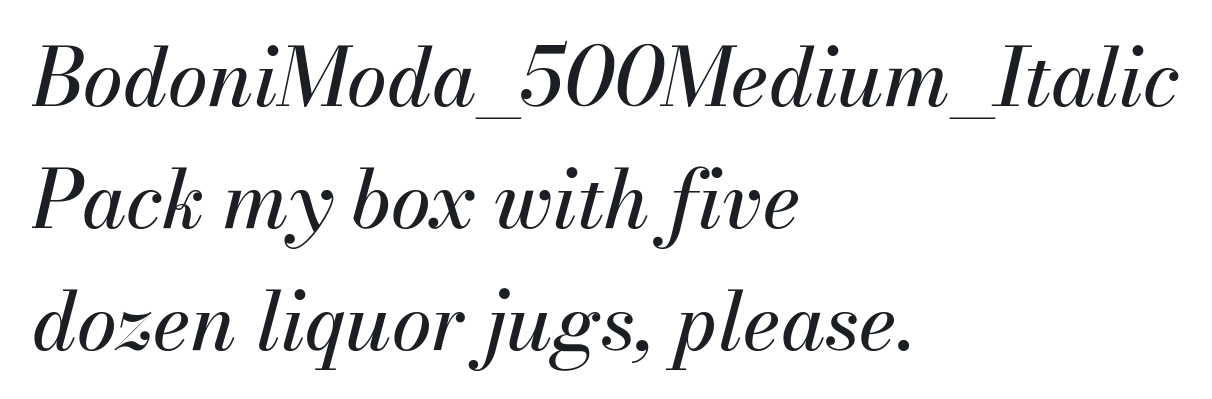 BodoniModa_500Medium_Italic
Pack my box with five
dozen liquor jugs, please.